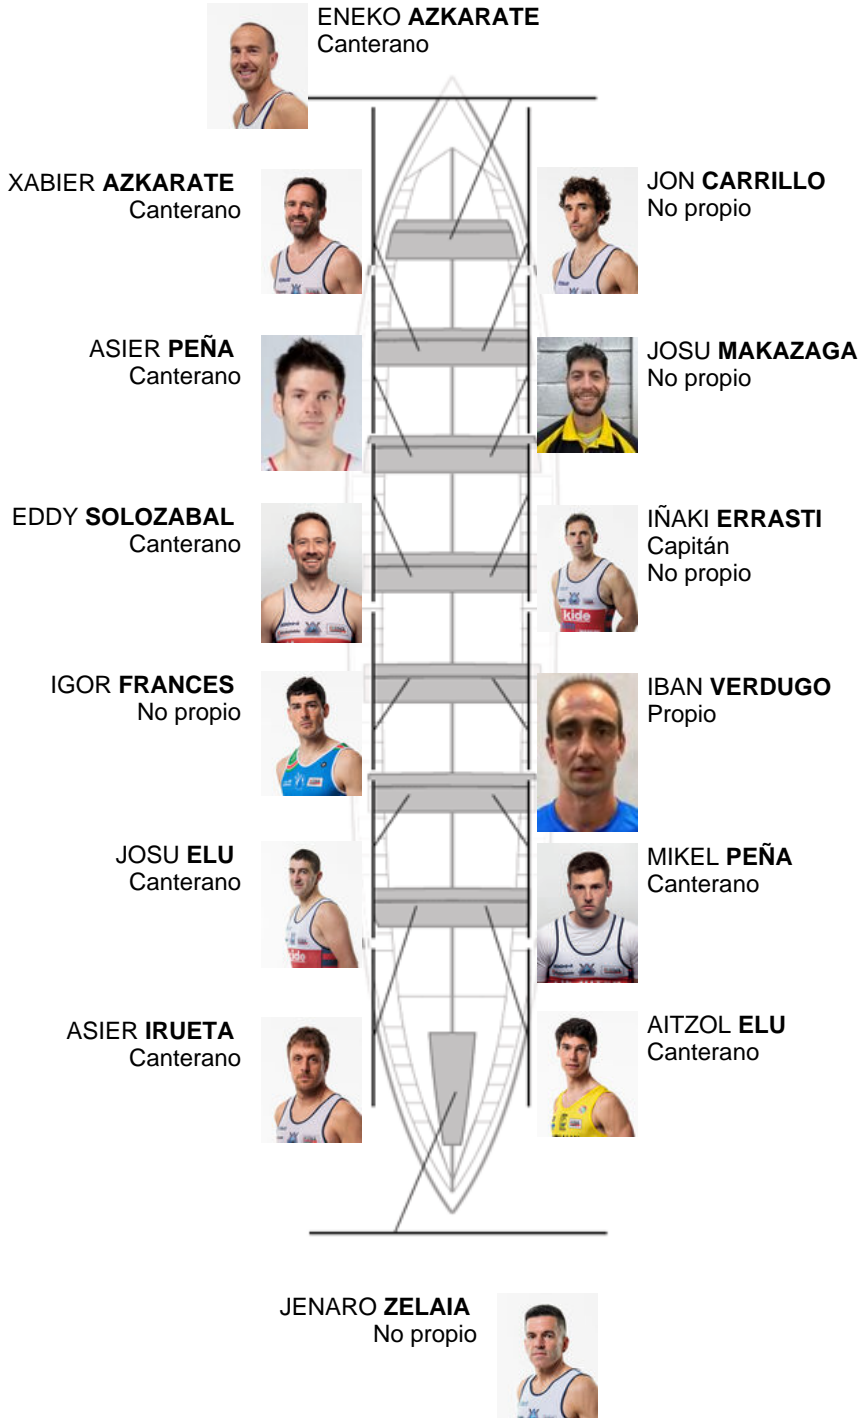 ENEKO AZKARATE
Canterano
XABIER AZKARATE
Canterano
JON CARRILLO
No propio
ASIER PEÑA
Canterano
JOSU MAKAZAGA
No propio
EDDY SOLOZABAL
Canterano
IÑAKI ERRASTI
Capitán
No propio
kide
IGOR FRANCES
No propio
IBAN VERDUGO
Propio
JOSU ELU
Canterano
MIKEL PEÑA
Canterano
ASIER IRUETA
Canterano
AITZOL ELU
Canterano
JENARO ZELAIA
No propio